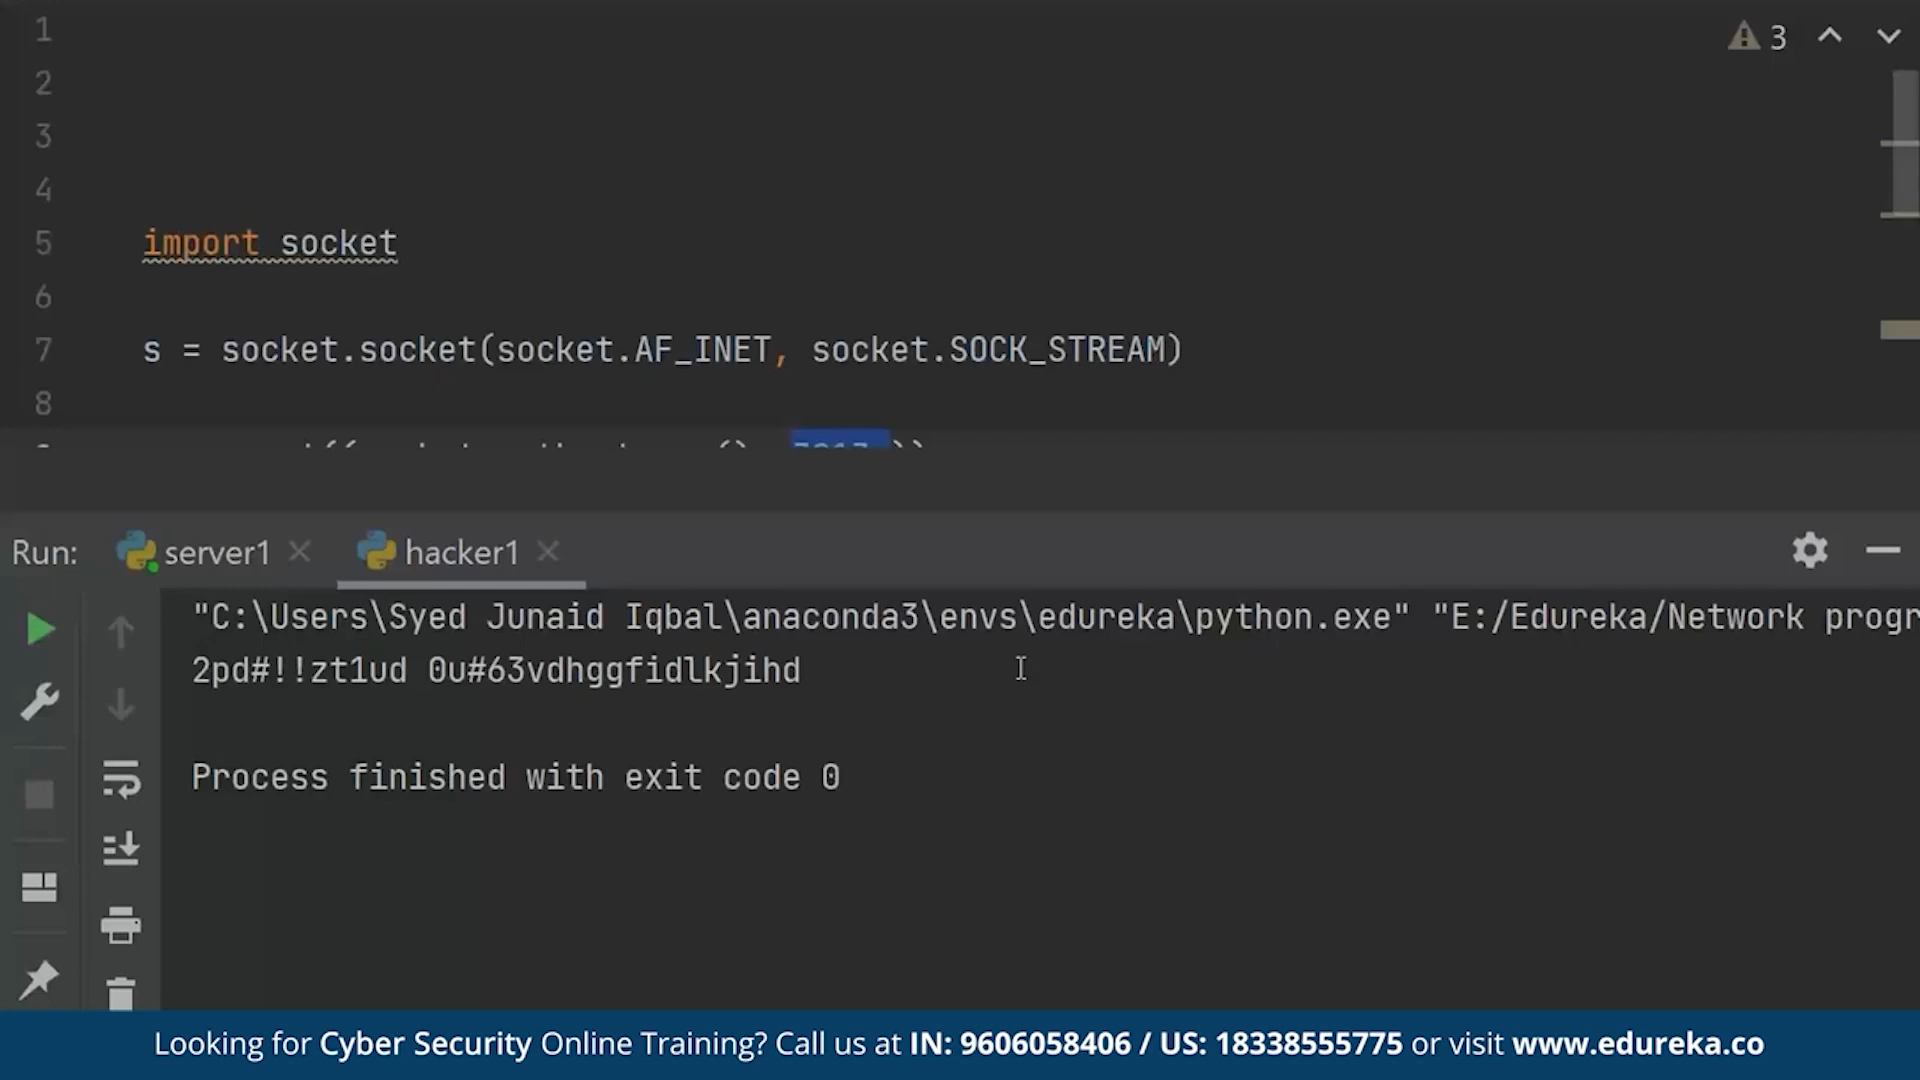 3
1
2
3
4
5 import socket
6
7 s = socket.socket(socket.AF_INET, socket.SOCK_STREAM)
8
Run: server1 hacker1
"C:\Users\Syed Junaid Iqbal\anaconda3\envs\edureka\python.exe" "E:/Edureka/Network progr
2pd#!!zt1ud 0u#63vdhggfidlkjihd
Process finished with exit code 0
Looking for Cyber Security Online Training? Call us at IN: 9606058406 / US: 18338555775 or visit www.edureka.co